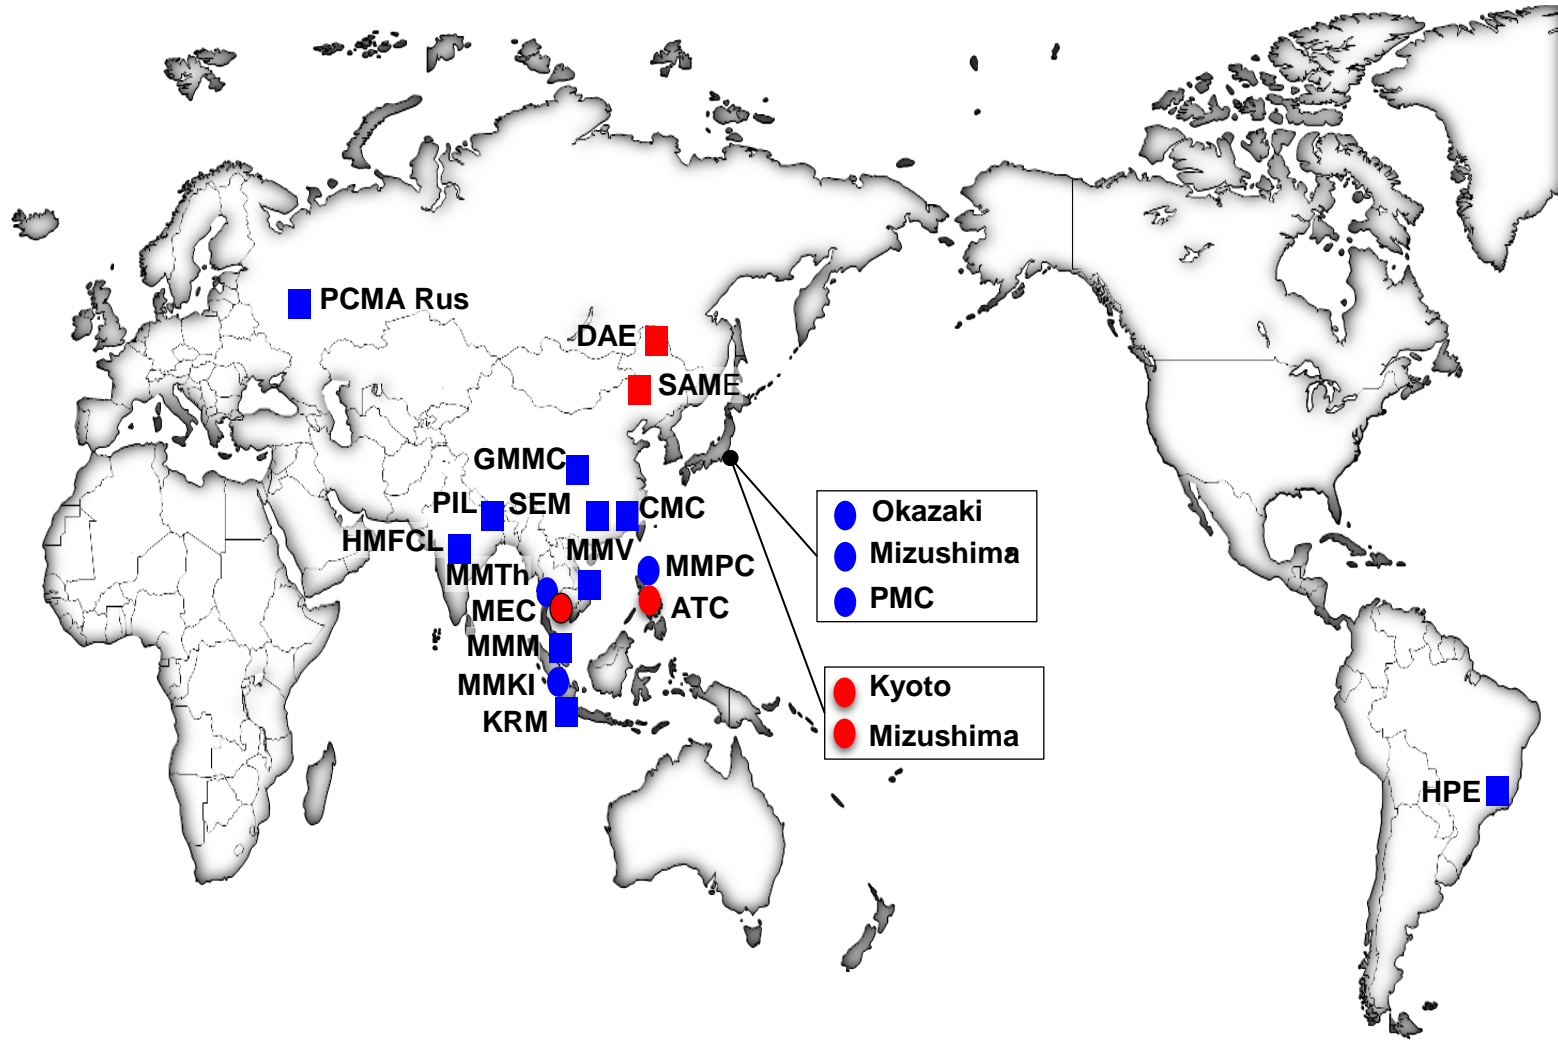 PCMA Rus
DAE
SAME
GMMC
PIL
SEM
CMC
HMFCL
MMV
MMTh
MMPC
MEC
ATC
MMM
MMKI
KRM
Okazaki
Mizushima
PMC
Kyoto
Mizushima
HPE